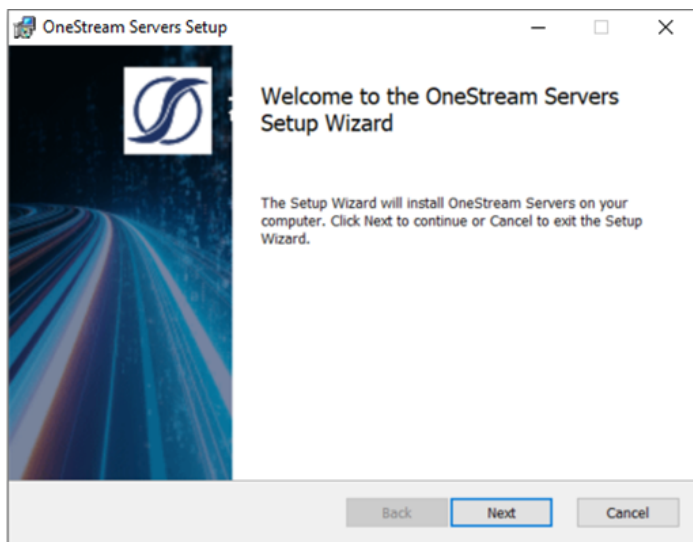 OneStream Servers Setup
Welcome to the OneStream Servers
Setup Wizard
The Setup Wizard will install OneStream Servers on your
computer. Click Next to continue or Cancel to exit the Setup
Wizard.
Back
Next
Cancel